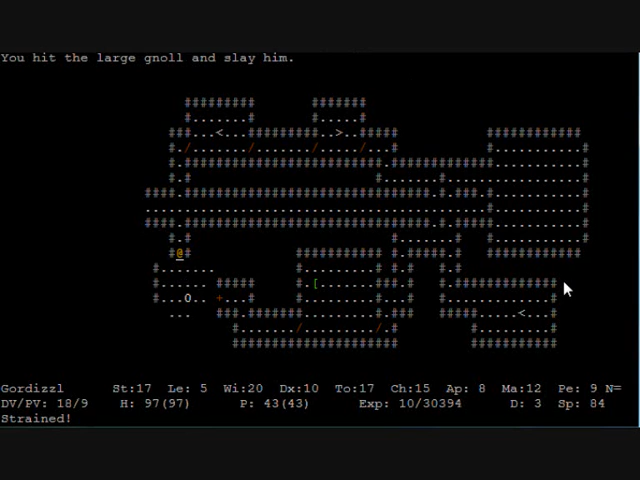 You hit the large gnoll and slay him.
Gordizzl St:17 Le: 5 Wi:20 Dx:10 To:17 Ch:15 Ap: 8 Ma:12 Pe: 9 N=
DV/PV: 18/9 H: 97(97) P: 43(43) Exp: 10/30394 D: 3 Sp: 84
Strained!